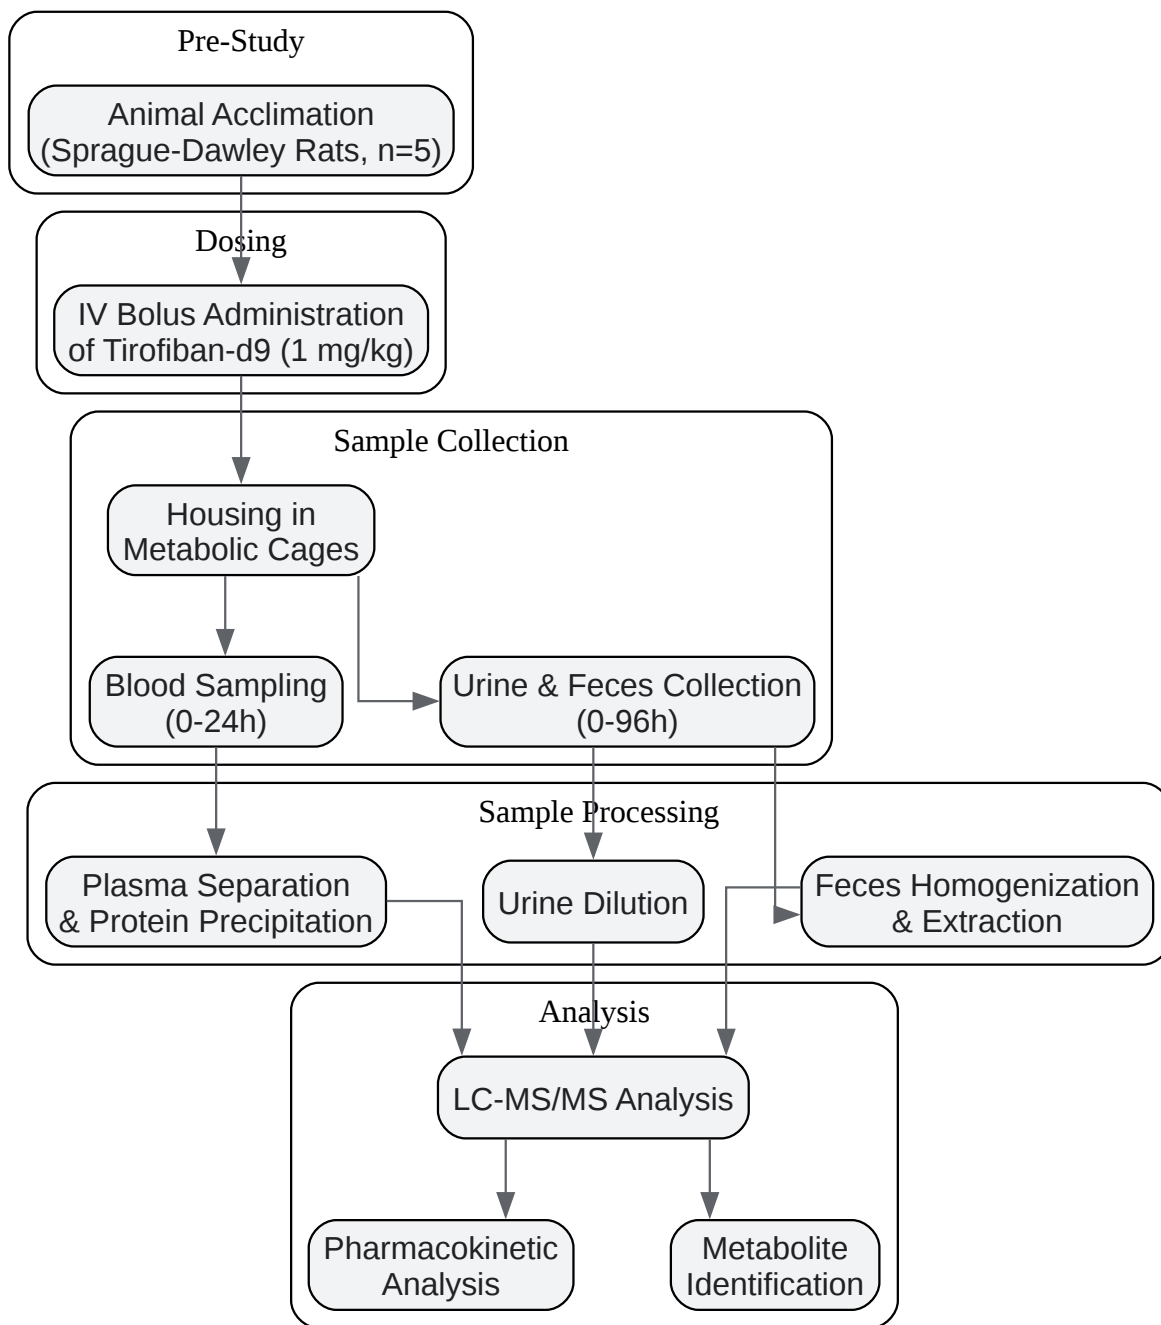 Pre-Study
Animal Acclimation
(Sprague-Dawley Rats, n=5)
Dosing
IV Bolus Administration
of Tirofiban-d9 (1 mg/kg)
Sample Collection
Housing in
Metabolic Cages
Blood Sampling
(0-24h)
Urine & Feces Collection
(0-96h)
Sample Processing
Plasma Separation
& Protein Precipitation
Urine Dilution
Feces Homogenization
& Extraction
Analysis
LC-MS/MS Analysis
Pharmacokinetic
Analysis
Metabolite
Identification